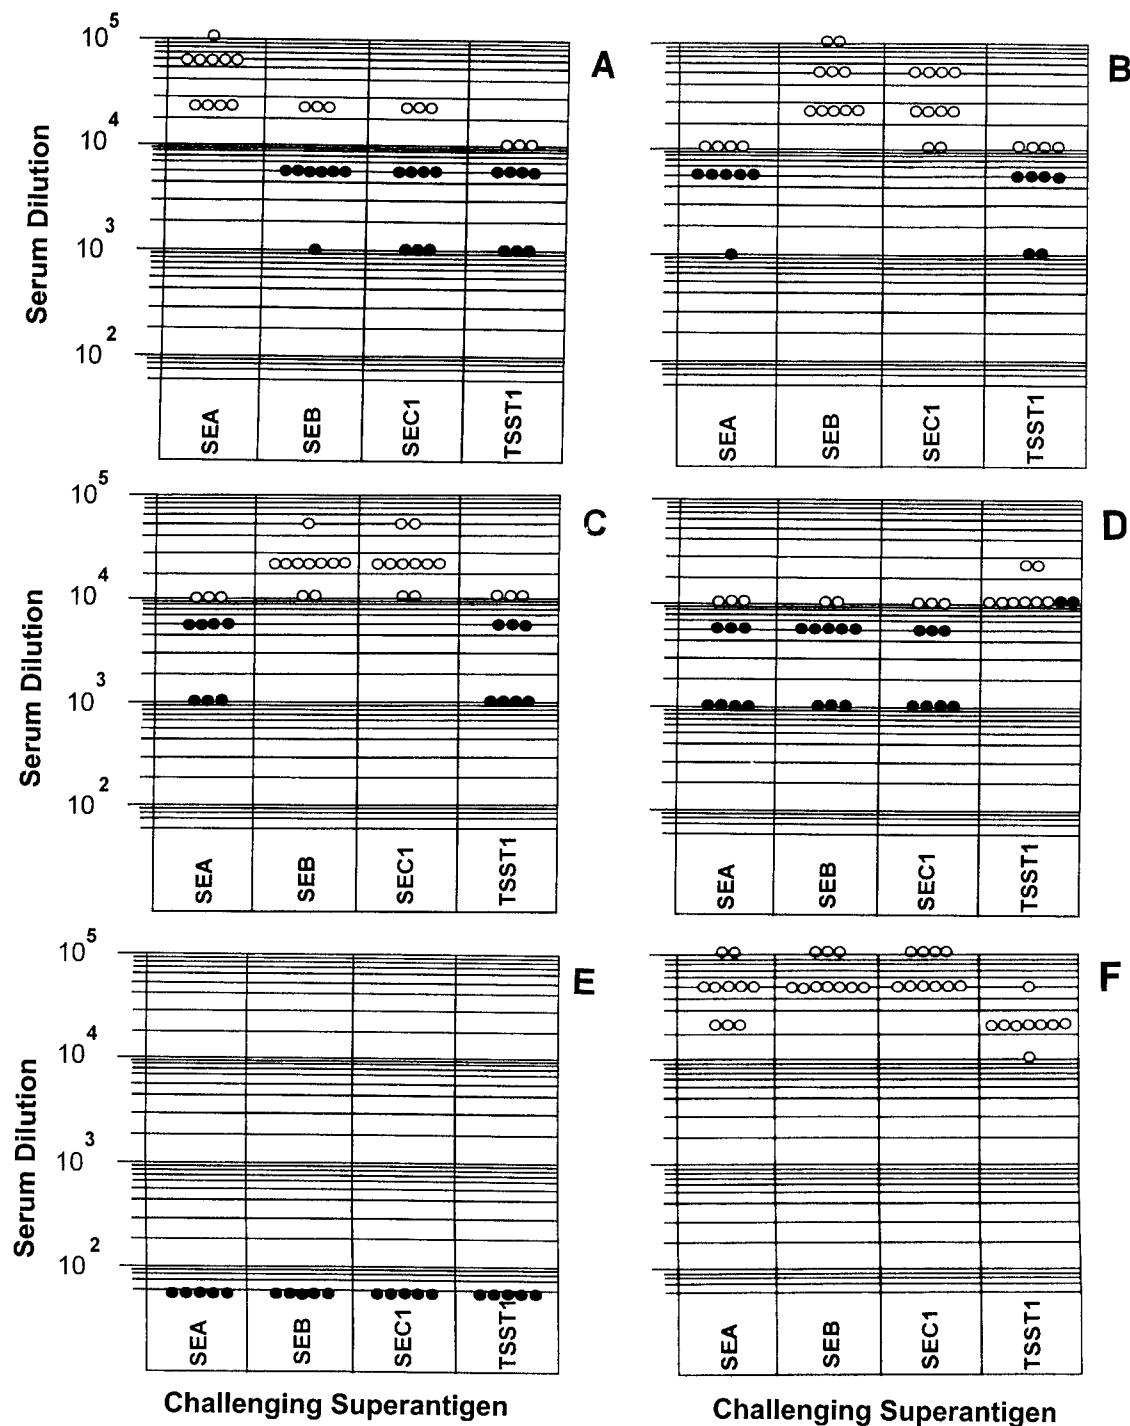 10^5
A
B
10^4
10^3
10^2
Serum Dilution
SEA
SEB
SEC1
TSST1
SEA
SEB
SEC1
TSST1
10^5
C
D
10^4
10^3
10^2
Serum Dilution
SEA
SEB
SEC1
TSST1
SEA
SEB
SEC1
TSST1
10^5
E
F
10^4
10^3
10^2
Serum Dilution
SEA
SEB
SEC1
TSST1
SEA
SEB
SEC1
TSST1
Challenging Superantigen
Challenging Superantigen